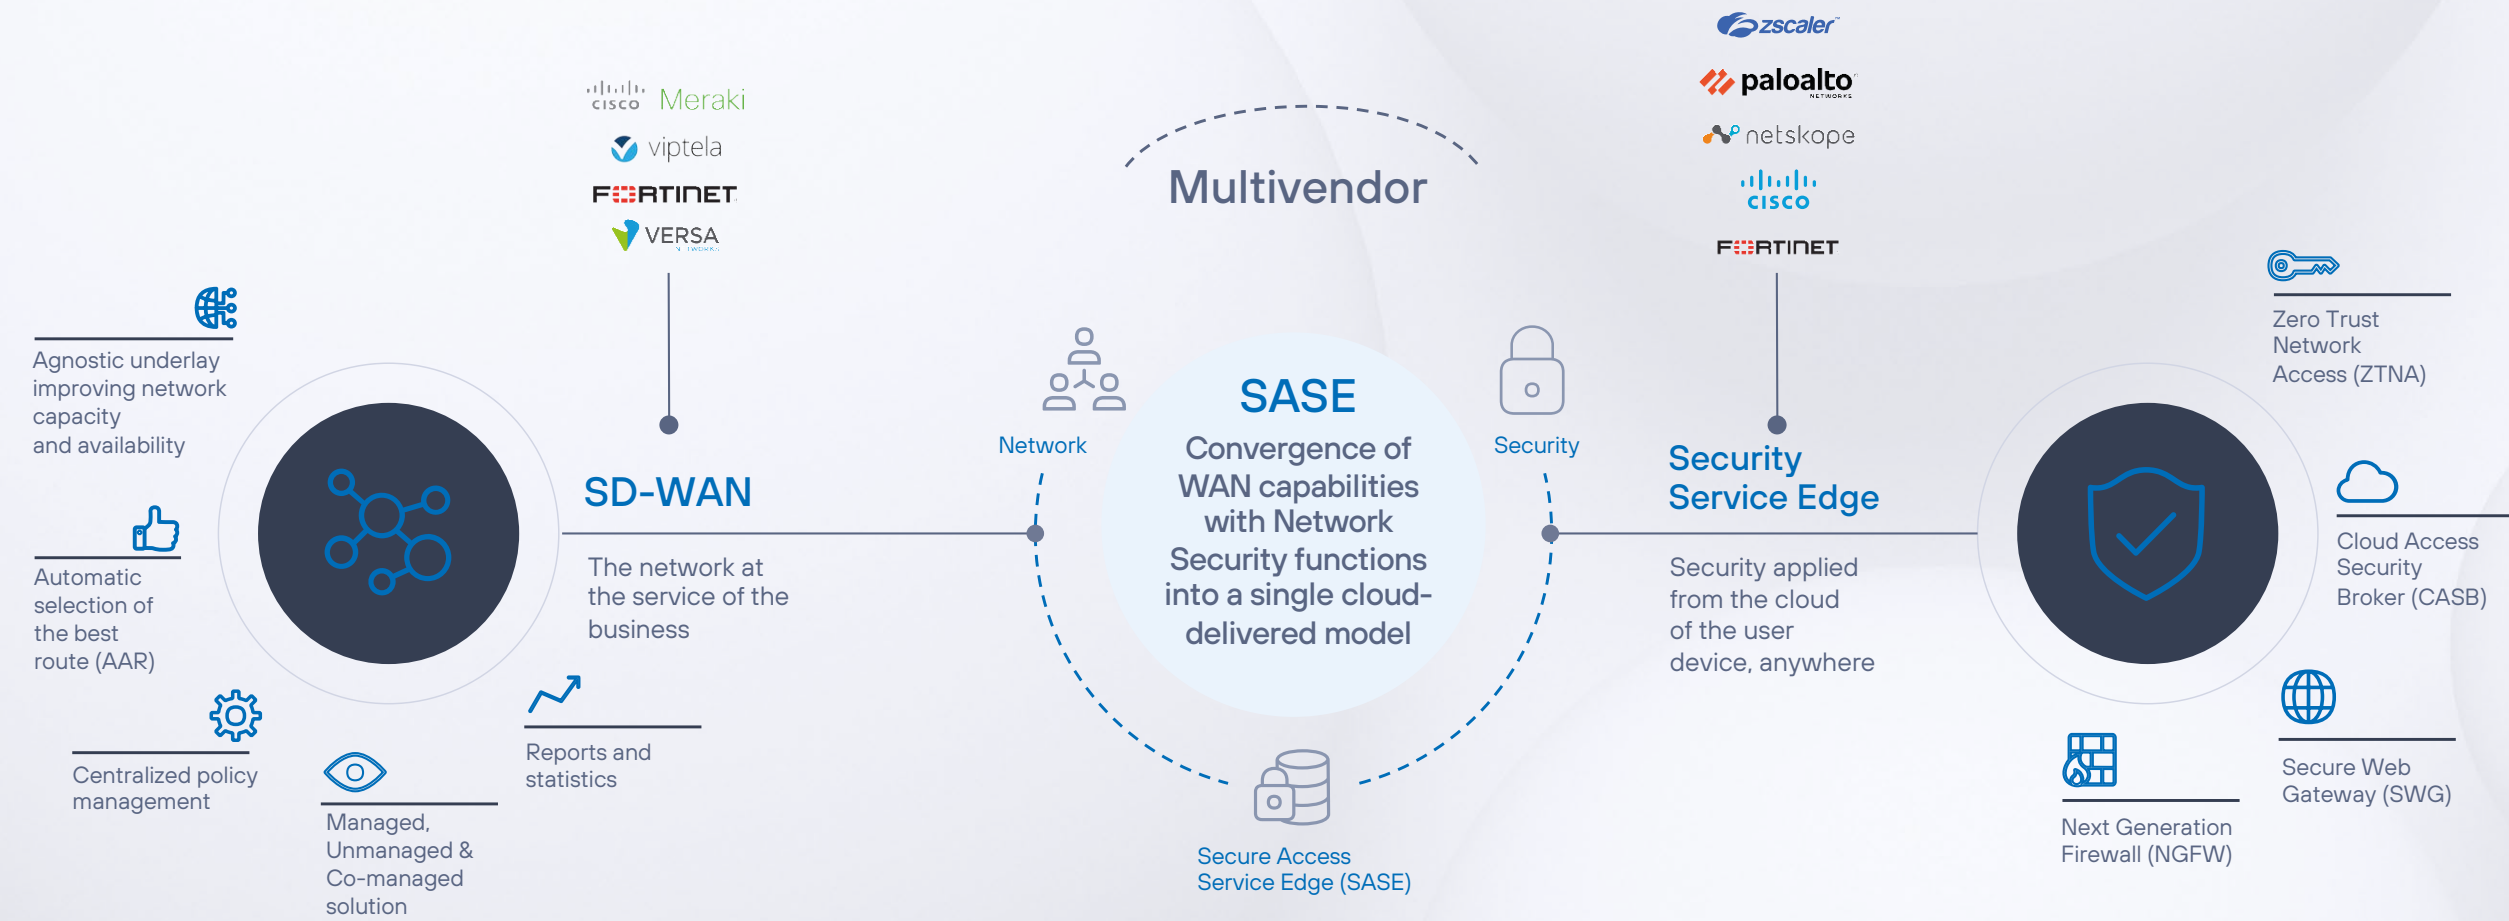 CISCO Meraki
viptela
FORTINET
VERSA
NETWORKS
Agnostic underlay
improving network
capacity
and availability
Automatic
selection of
the best
route (AAR)
Centralized policy
management
Managed,
Unmanaged &
Co-managed
solution
Reports and
statistics
SD-WAN
The network at
the service of the
business
Multivendor
Network
Security
SASE
Convergence of
WAN capabilities
with Network
Security functions
into a single cloud-
delivered model
Secure Access
Service Edge (SASE)
zscaler™
paloalto
NETWORKS
netskope
CISCO
FORTINET
Security
Service Edge
Security applied
from the cloud
of the user
device, anywhere
Zero Trust
Network
Access (ZTNA)
Cloud Access
Security
Broker (CASB)
Secure Web
Gateway (SWG)
Next Generation
Firewall (NGFW)